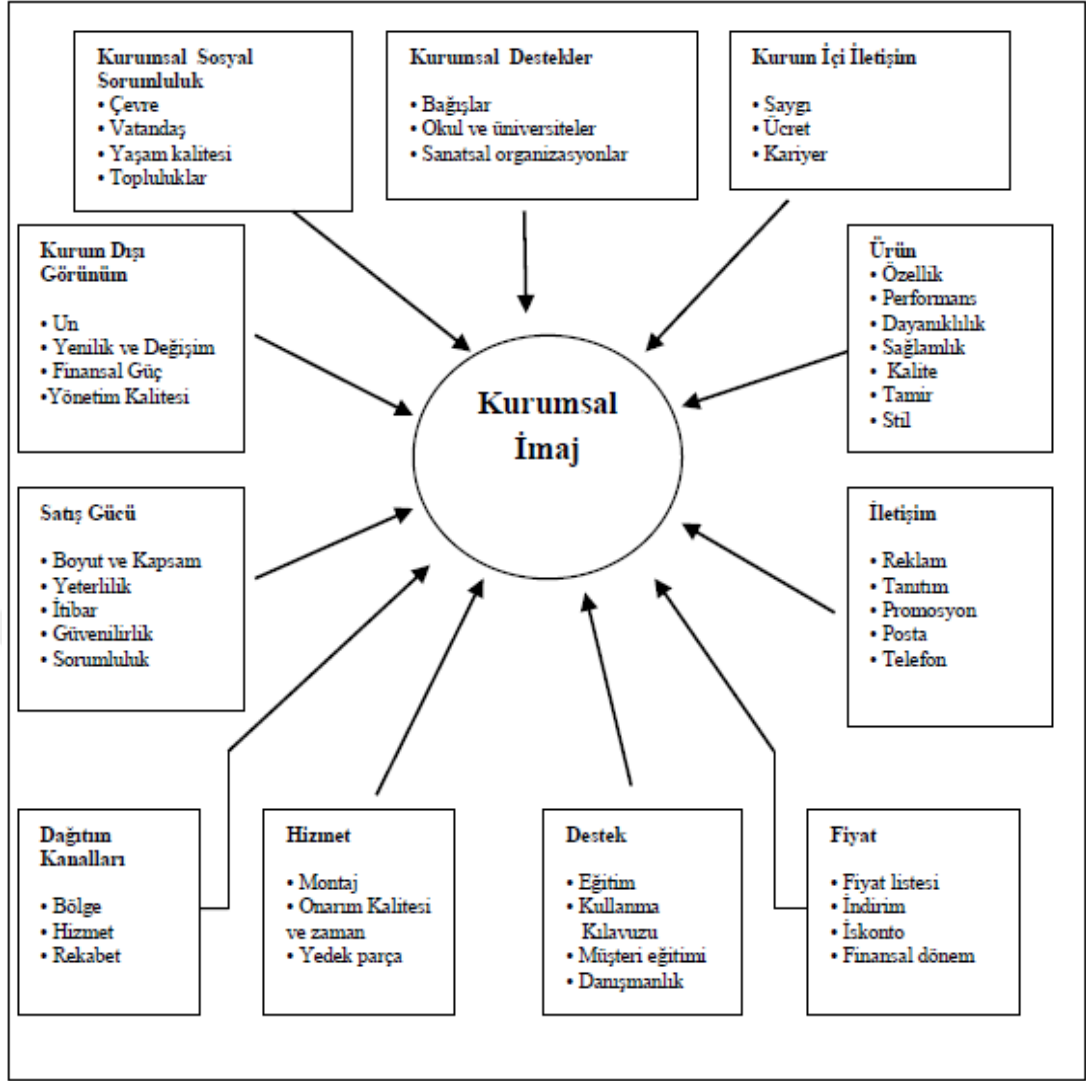 Kurumsal Sosyal
Sorumluluk
• Çevre
• Vatandaş
• Yaşam kalitesi
• Topluluklar
Kurumsal Destekler
• Bağışlar
• Okul ve üniversiteler
• Sanatsal organizasyonlar
Kurum İçi İletişim
• Saygı
• Ücret
• Kariyer
Kurum Dışı
Görünüm
• Ün
• Yenilik ve Değişim
• Finansal Güç
•Yönetim Kalitesi
Ürün
• Özellik
• Performans
• Dayanıklılık
• Sağlamlık
• Kalite
• Tamir
• Stil
Kurumsal
İmaj
Satış Gücü
• Boyut ve Kapsam
• Yeterlilik
• İtibar
• Güvenilirlik
• Sorumluluk
İletişim
• Reklam
• Tanıtım
• Promosyon
• Posta
• Telefon
Dağıtım
Kanalları
• Bölge
• Hizmet
• Rekabet
Hizmet
• Montaj
• Onarım Kalitesi
ve zaman
• Yedek parça
Destek
• Eğitim
• Kullanma
Kılavuzu
• Müşteri eğitimi
• Danışmanlık
Fiyat
• Fiyat listesi
• İndirim
• İskonto
• Finansal dönem